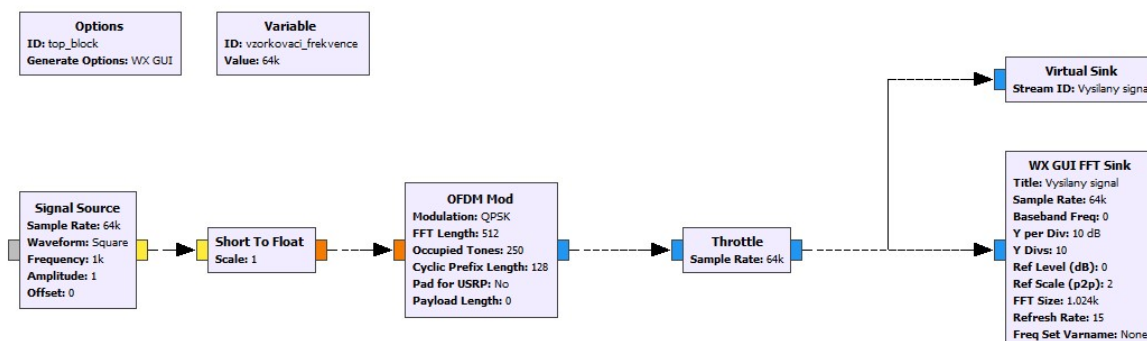 Options
ID: top_block
Generate Options: WX GUI
Variable
ID: vzorkovaci_frekvence
Value: 64k
Signal Source
Sample Rate: 64k
Waveform: Square
Frequency: 1k
Amplitude: 1
Offset: 0
Short To Float
Scale: 1
OFDM Mod
Modulation: QPSK
FFT Length: 512
Occupied Tones: 250
Cyclic Prefix Length: 128
Pad for USRP: No
Payload Length: 0
Throttle
Sample Rate: 64k
Virtual Sink
Stream ID: Vysilany signa
WX GUI FFT Sink
Title: Vysilany signal
Sample Rate: 64k
Baseband Freq: 0
Y per Div: 10 dB
Y Divs: 10
Ref Level (dB): 0
Ref Scale (p2p): 2
FFT Size: 1.024k
Refresh Rate: 15
Freq Set Varname: None